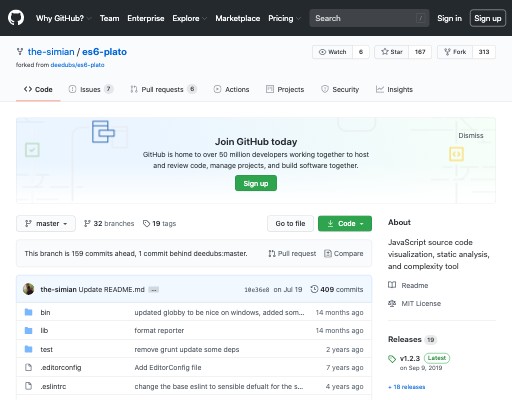 Why GitHub? Team Enterprise Explore Marketplace Pricing Search / Sign in Sign up
the-simian / es6-plato Watch 6 Star 167 Fork 313
forked from deedubs/es6-plato
Code Issues 7 Pull requests 6 Actions Projects Security Insights
Join GitHub today Dismiss
GitHub is home to over 50 million developers working together to host
and review code, manage projects, and build software together.
Sign up
master 32 branches 19 tags Go to file Code
This branch is 159 commits ahead, 1 commit behind deedubs:master. Pull request Compare
the-simian Update README.md ... on Jul 19 409 commits
bin updated globby to be nice on windows, added som... 14 months ago
lib format reporter 14 months ago
test remove grunt update some deps 2 years ago
.editorconfig Add EditorConfig file 7 years ago
.eslintrc change the base eslint to sensible defualt for the s... 4 years ago
About
JavaScript source code
visualization, static analysis,
and complexity tool
Readme
MIT License
Releases 19
v1.2.3 Latest
on Sep 9, 2019
+ 18 releases